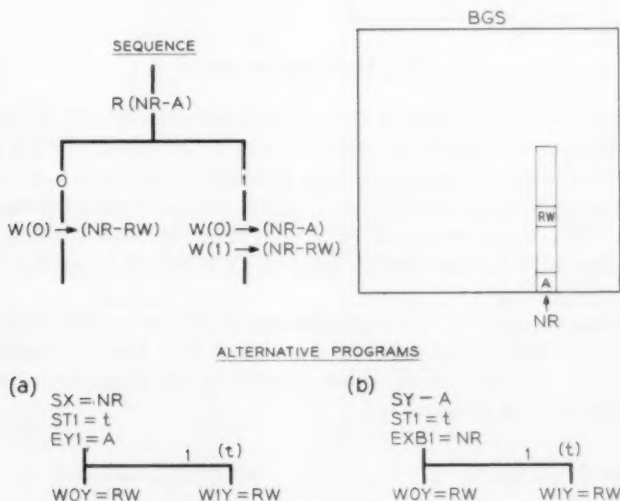 SEQUENCE
R (NR-A)
0
1
W(0) → (NR-RW)
W(0) → (NR-A)
W(1) → (NR-RW)
BGS
RW
A
NR
ALTERNATIVE PROGRAMS
(a)
SX = NR
ST1 = t
EY1 = A
1 (t)
W0Y = RW
W1Y = RW
(b)
SY – A
ST1 = t
EXB1 = NR
1 (t)
W0Y = RW
W1Y = RW